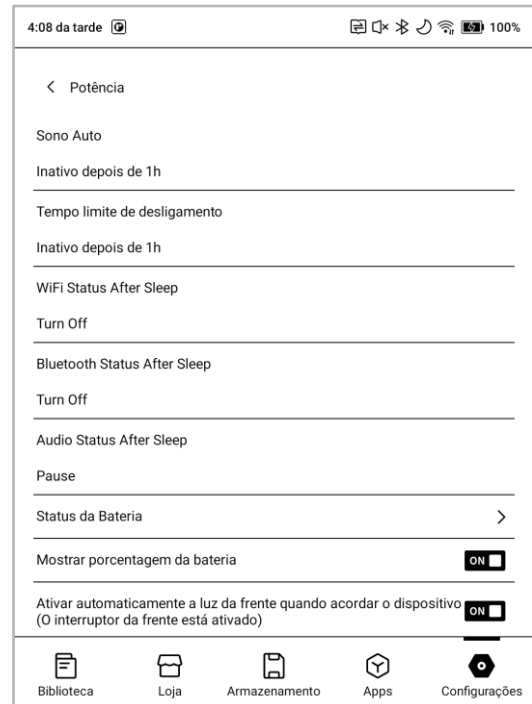 4:08 da tarde
100%
Potência
Sono Auto
Inativo depois de 1h
Tempo limite de desligamento
Inativo depois de 1h
WiFi Status After Sleep
Turn Off
Bluetooth Status After Sleep
Turn Off
Audio Status After Sleep
Pause
Status da Bateria
Mostrar porcentagem da bateria
ON
Ativar automaticamente a luz da frente quando acordar o dispositivo
(O interruptor da frente está ativado)
ON
Biblioteca
Loja
Armazenamento
Apps
Configurações